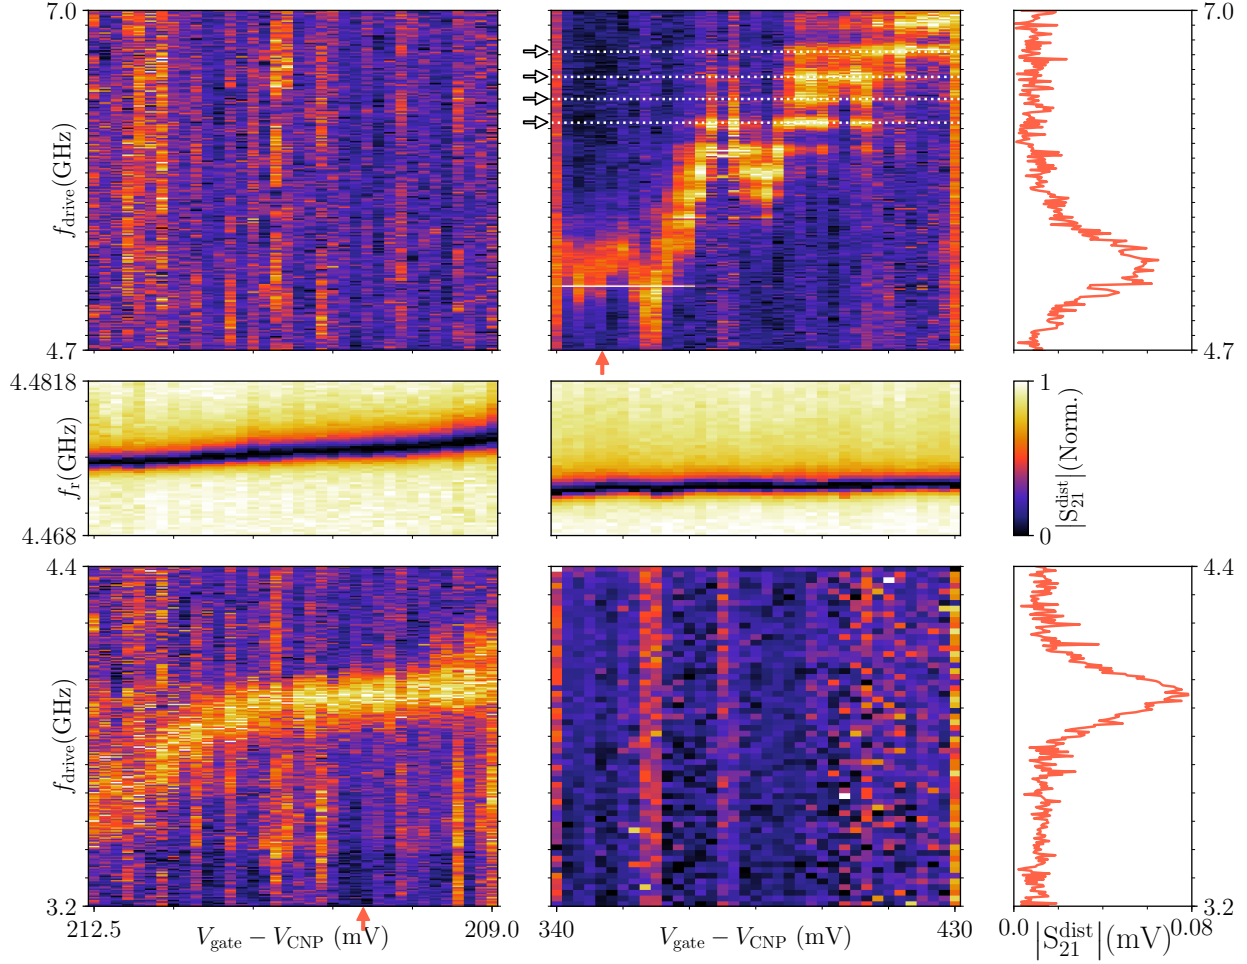 7.0
f_drive(GHz)
4.7
7.0
4.7
4.4818
f_r(GHz)
4.468
1
0
|S_21^dist|(Norm.)
4.4
f_drive(GHz)
3.2
212.5
V_gate − V_CNP (mV)
209.0
340
V_gate − V_CNP (mV)
430
4.4
3.2
0.0
0.08
|S_21^dist|(mV)